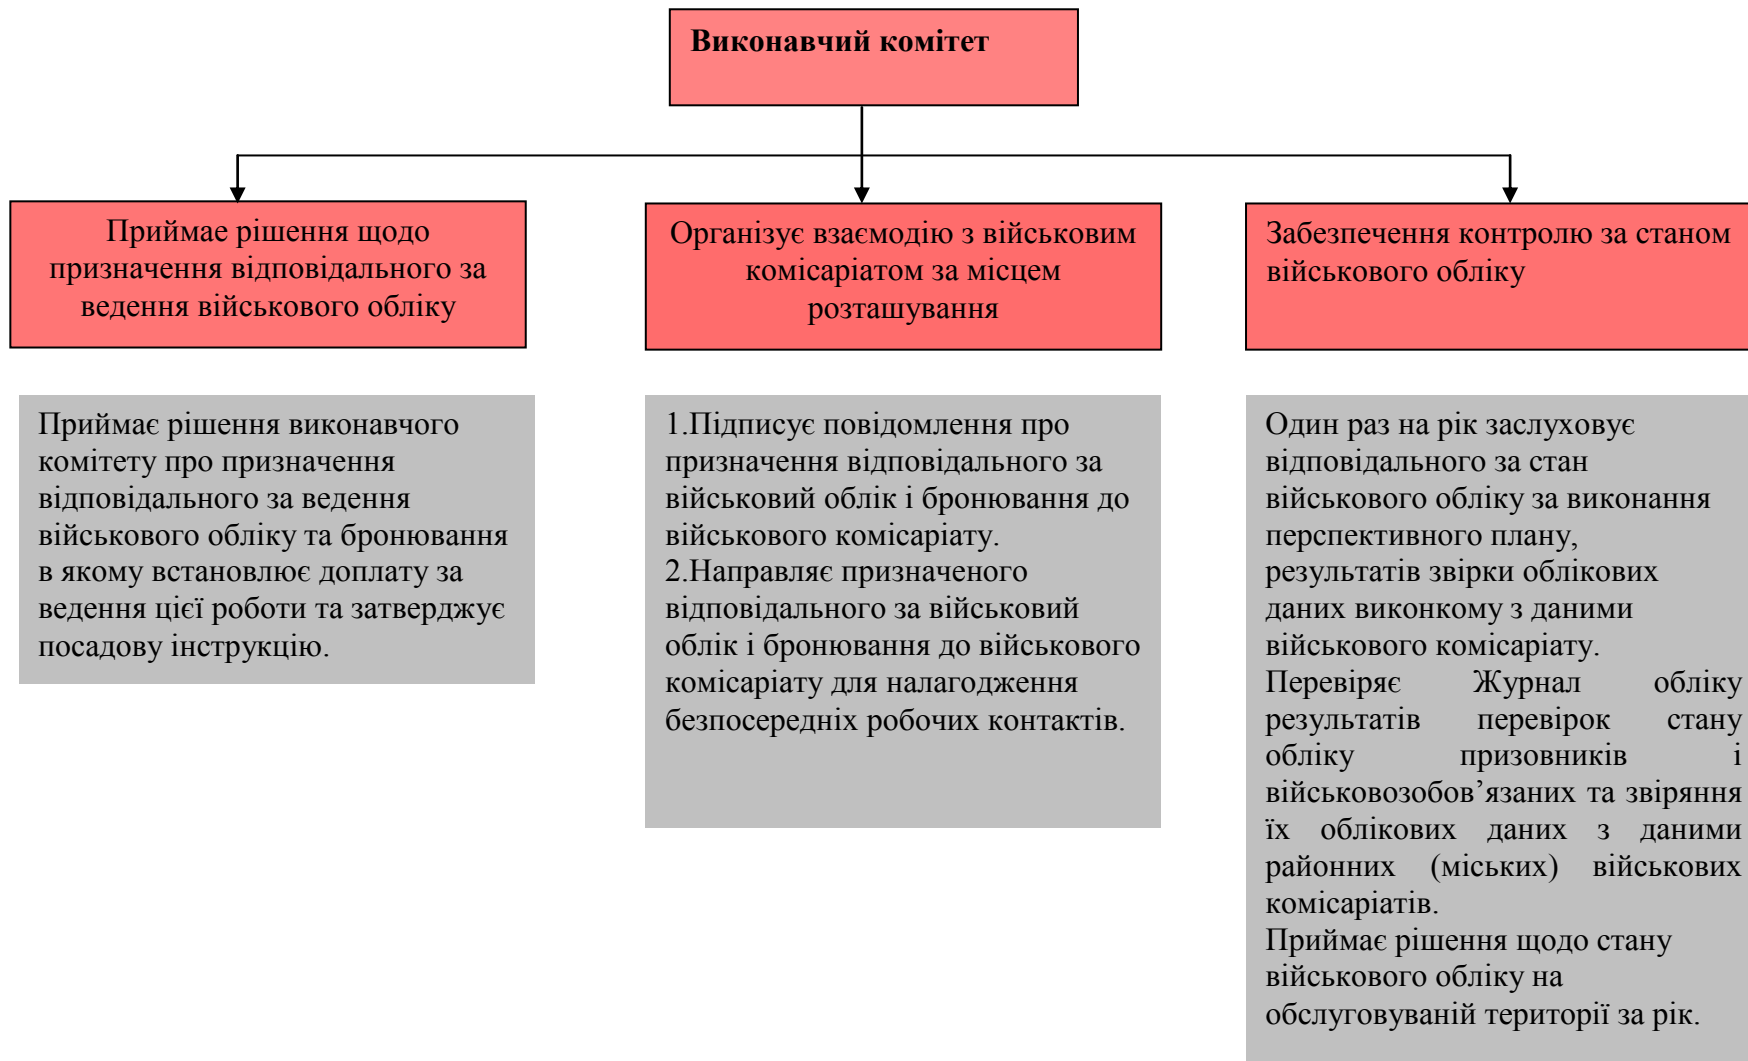 Виконавчий комітет
Приймае рішення щодо
призначення відповідального за
ведення військового обліку
Організує взаємодію з військовим
комісаріатом за місцем
розташування
Забезпечення контролю за станом
військового обліку
Приймає рішення виконавчого
комітету про призначення
відповідального за ведення
військового обліку та бронювання
в якому встановлює доплату за
ведення цієї роботи та затверджує
посадову інструкцію.
1.Підписує повідомлення про
призначення відповідального за
військовий облік і бронювання до
військового комісаріату.
2.Направляє призначеного
відповідального за військовий
облік і бронювання до військового
комісаріату для налагодження
безпосередніх робочих контактів.
Один раз на рік заслуховує
відповідального за стан
військового обліку за виконання
перспективного плану,
результатів звірки облікових
даних виконкому з даними
військового комісаріату.
Перевіряє Журнал обліку
результатів перевірок стану
обліку призовників і
військовозобов’язаних та звіряння
їх облікових даних з даними
районних (міських) військових
комісаріатів.
Приймає рішення щодо стану
військового обліку на
обслуговуваній території за рік.